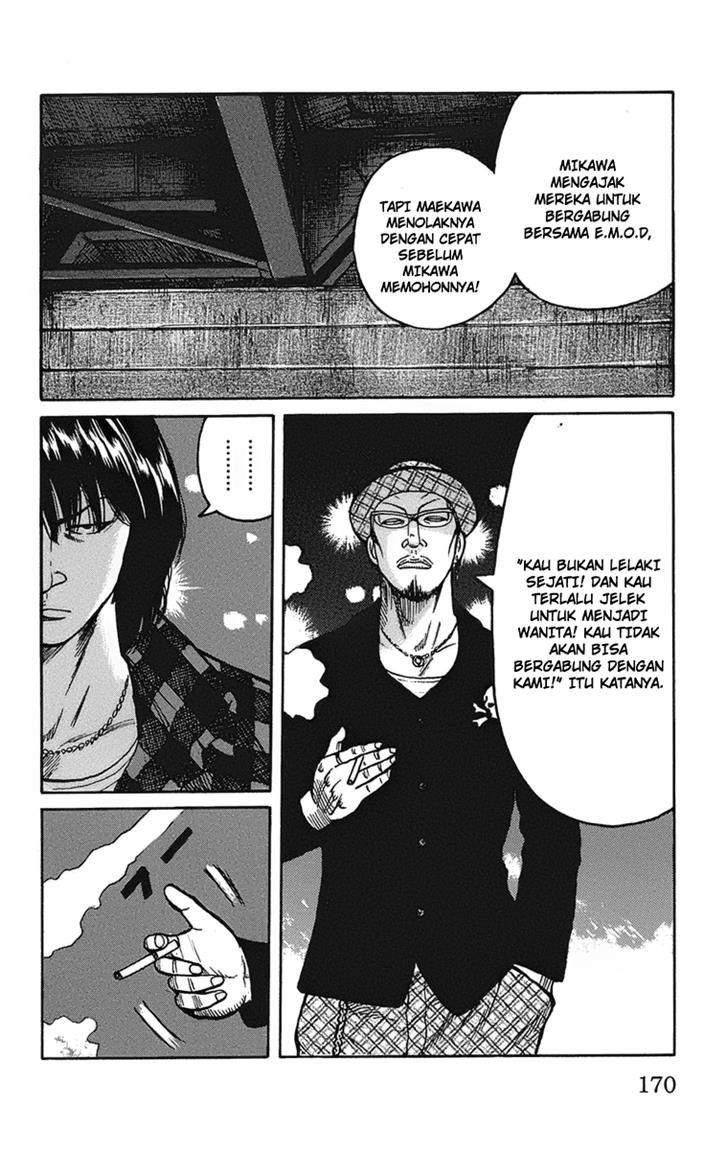 MIKAWA
MENGAJAK
MEREKA UNTUK
BERGABUNG
BERSAMA E.M.O.D,
TAPI MAEKAWA
MENOLAKNYA
DENGAN CEPAT
SEBELUM
MIKAWA
MEMOHONNYA!
"KAU BUKAN LELAKI
SEJATI! DAN KAU
TERLALU JELEK
UNTUK MENJADI
WANITA! KAU TIDAK
AKAN BISA
BERGABUNG DENGAN
KAMI!" ITU KATANYA.
………
………
170